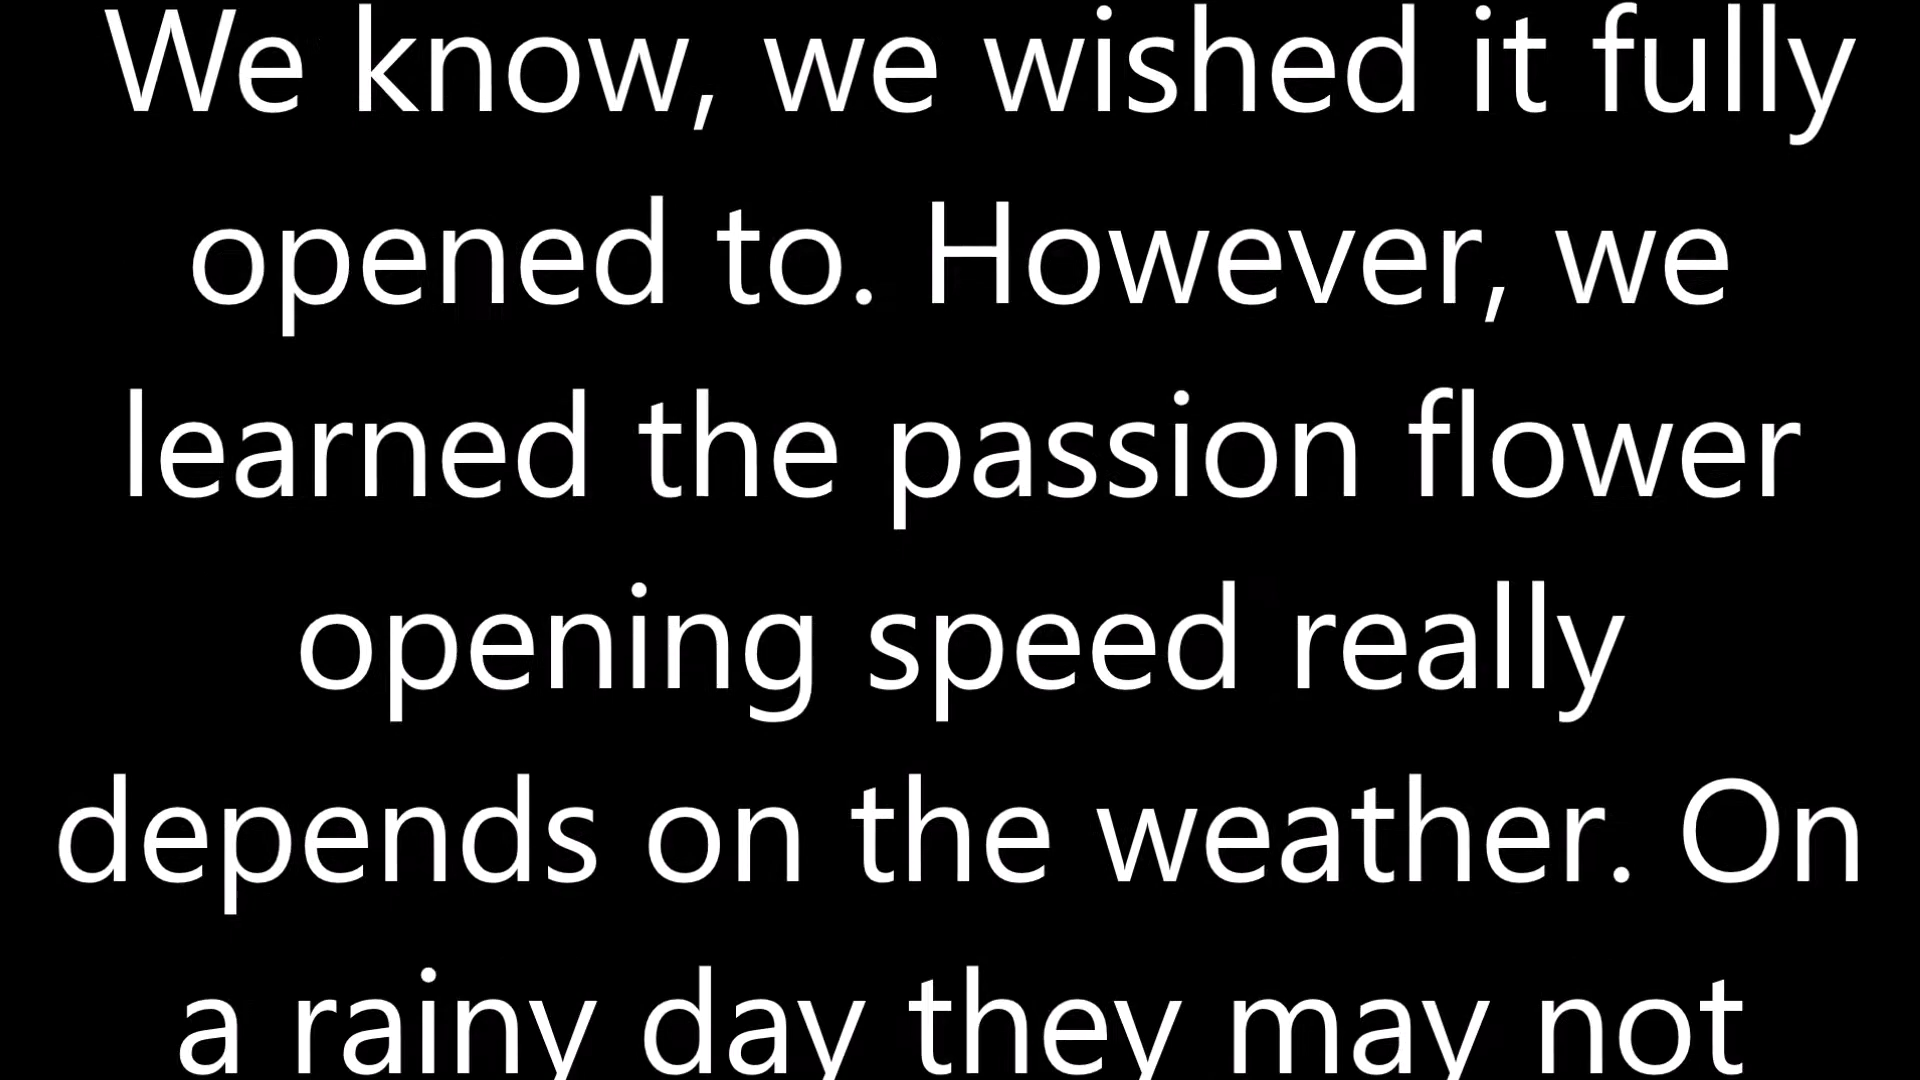 We know, we wished it fully
opened to. However, we
learned the passion flower
opening speed really
depends on the weather. On
a rainy day they may not